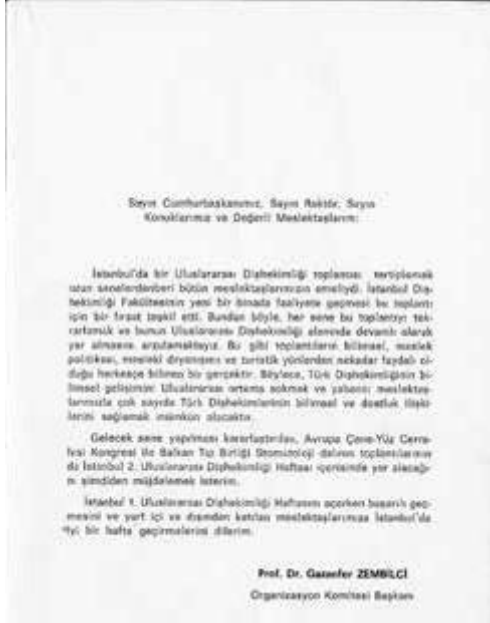 Sayın Cumhurbaşkanımız, Sayın Rektör, Sayın
Konuklarımız ve Değerli Meslektaşlarım:
İstanbul'da bir Uluslararası Dişhekimliği toplantısı tertiplemek
uzun senelerdenberi bütün meslektaşlarımızın emeliydi. İstanbul Diş-
hekimliği Fakültesinin yeni bir binada faaliyete geçmesi bu toplantı
için bir fırsat teşkil etti. Bundan böyle, her sene bu toplantıyı tek-
rarlamak ve bunun Uluslararası Dişhekimliği alanında devamlı olarak
yer almasını arzulamaktayız. Bu gibi toplantıların bilimsel, meslek
politikası, mesleki dayanışma ve turistik yönlerden nekadar faydalı ol-
duğu herkesçe bilinen bir gerçektir. Böylece, Türk Dişhekimliğinin bi-
limsel gelişimini Uluslararası ortama sokmak ve yabancı meslektaş-
larımızla çok sayıda Türk Dişhekimlerinin bilimsel ve dostluk ilişki-
lerini sağlamak mümkün olacaktır.
Gelecek sene yapılması kararlaştırılan, Avrupa Çene-Yüz Cerra-
hisi Kongresi ile Balkan Tıp Birliği Stomatoloji dalının toplantılarının
da İstanbul 2. Uluslararası Dişhekimliği Haftası içerisinde yer alacağı-
nı şimdiden müjdelemek isterim.
İstanbul 1. Uluslararası Dişhekimliği Haftasını açarken başarılı geç-
mesini ve yurt içi ve dışından katılan meslektaşlarımıza İstanbul'da
iyi bir hafta geçirmelerini dilerim.
Prof. Dr. Gazanfer ZEMBİLCİ
Organizasyon Komitesi Başkanı